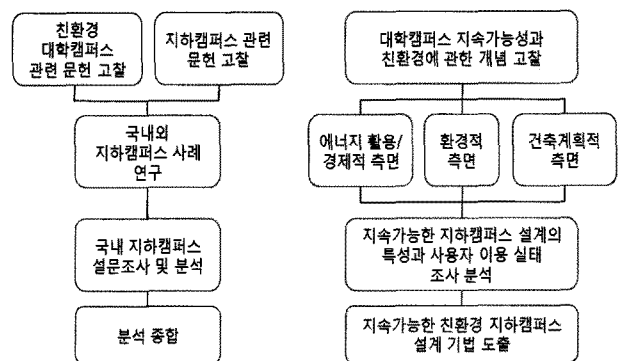 친환경
대학캠퍼스
관련 문헌 고찰
지하캠퍼스 관련
문헌 고찰
국내외
지하캠퍼스 사례
연구
국내 지하캠퍼스
설문조사 및 분석
분석 종합
대학캠퍼스 지속가능성과
친환경에 관한 개념 고찰
에너지 활용/
경제적 측면
환경적
측면
건축계획적
측면
지속가능한 지하캠퍼스 설계의
특성과 사용자 이용 실태
조사 분석
지속가능한 친환경 지하캠퍼스
설계 기법 도출